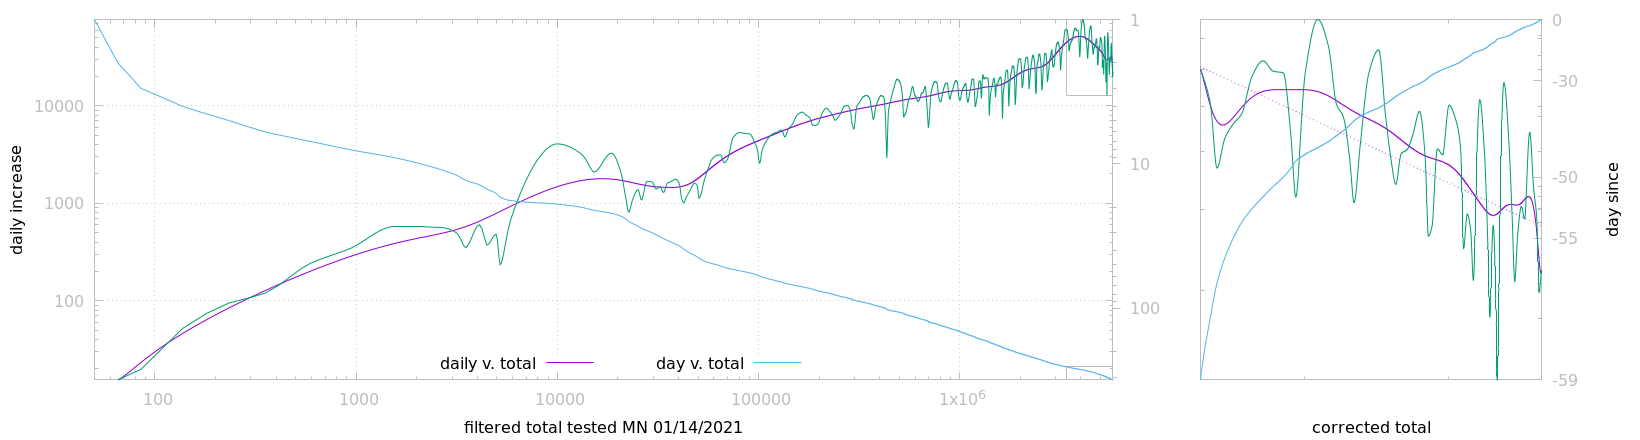 daily increase
10000
1000
100
100
1000
10000
100000
1x10^6
filtered total tested MN 01/14/2021
daily v. total
day v. total
1
10
100
0
-30
-50
-55
-59
day since
corrected total